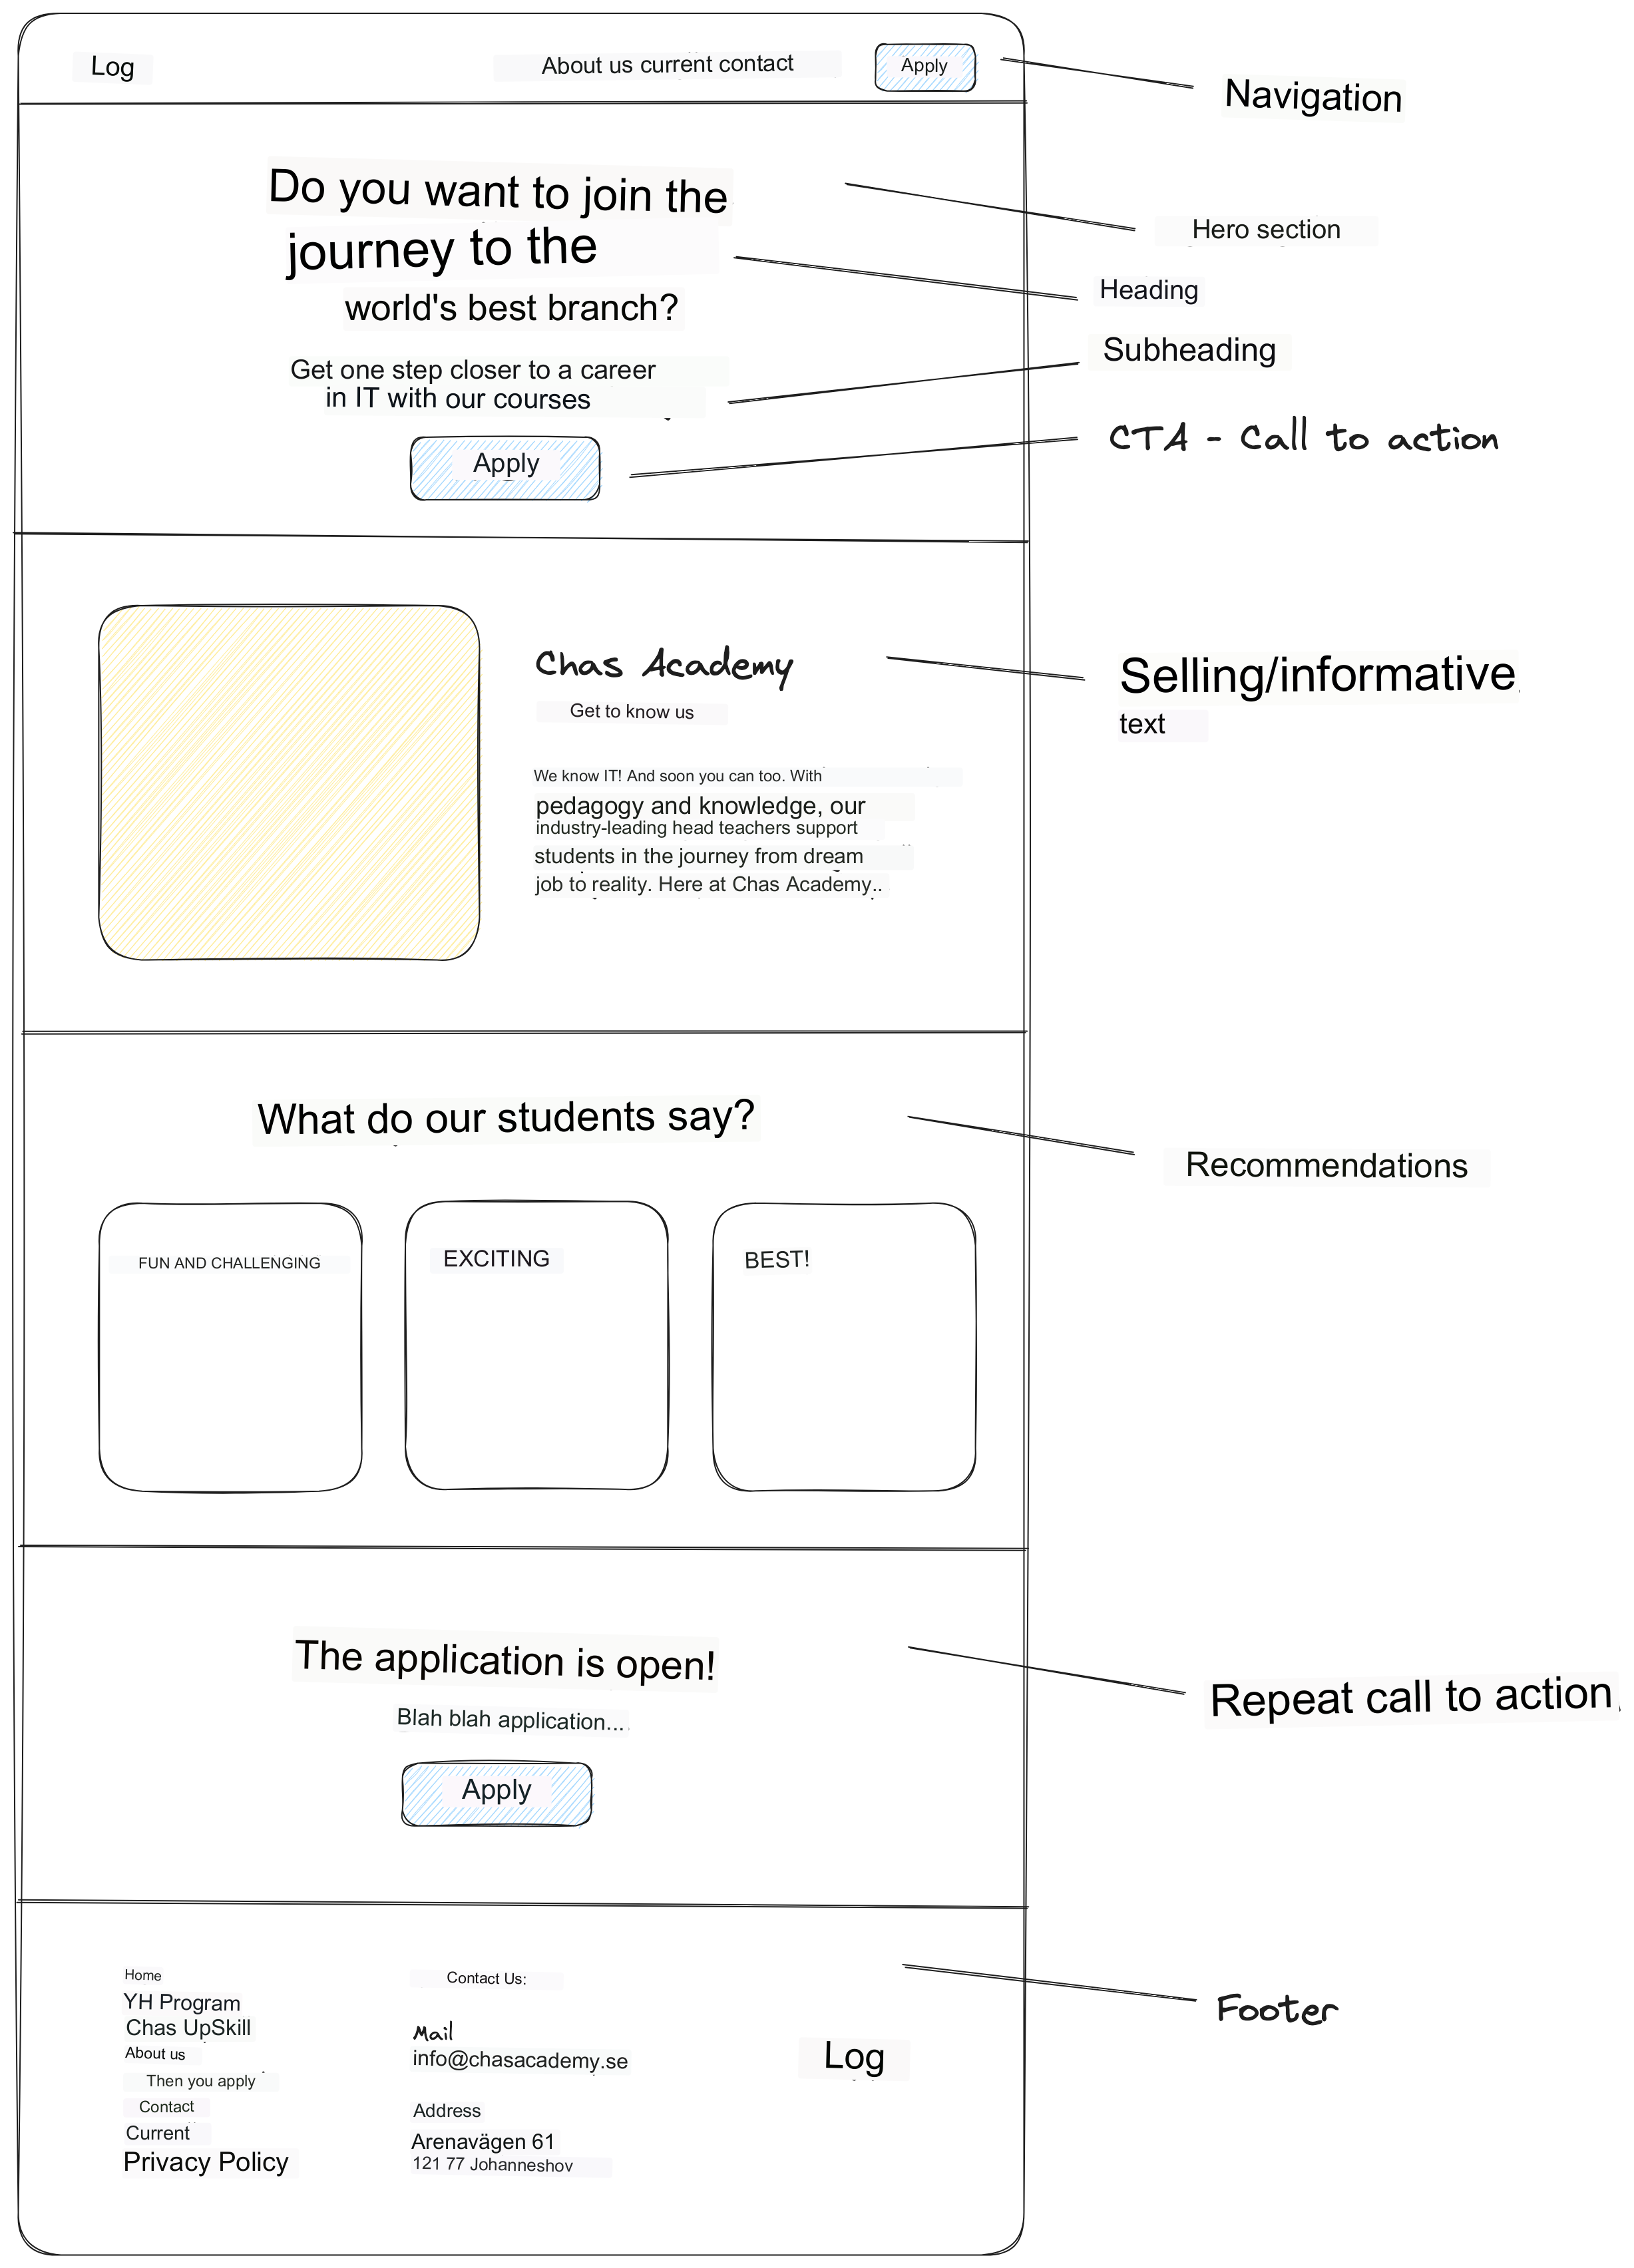 Log
About us current contact
Apply
Navigation
Do you want to join the
journey to the
world's best branch?
Hero section
Heading
Get one step closer to a career
in IT with our courses
Subheading
Apply
CTA - Call to action
Chas Academy
Get to know us
We know IT! And soon you can too. With
pedagogy and knowledge, our
industry-leading head teachers support
students in the journey from dream
job to reality. Here at Chas Academy..
Selling/informative
text
What do our students say?
Recommendations
FUN AND CHALLENGING
EXCITING
BEST!
The application is open!
Blah blah application...
Apply
Repeat call to action
Home
YH Program
Chas UpSkill
About us
Then you apply
Contact
Current
Privacy Policy
Contact Us:
Mail
info@chasacademy.se
Address
Arenavägen 61
121 77 Johanneshov
Log
Footer